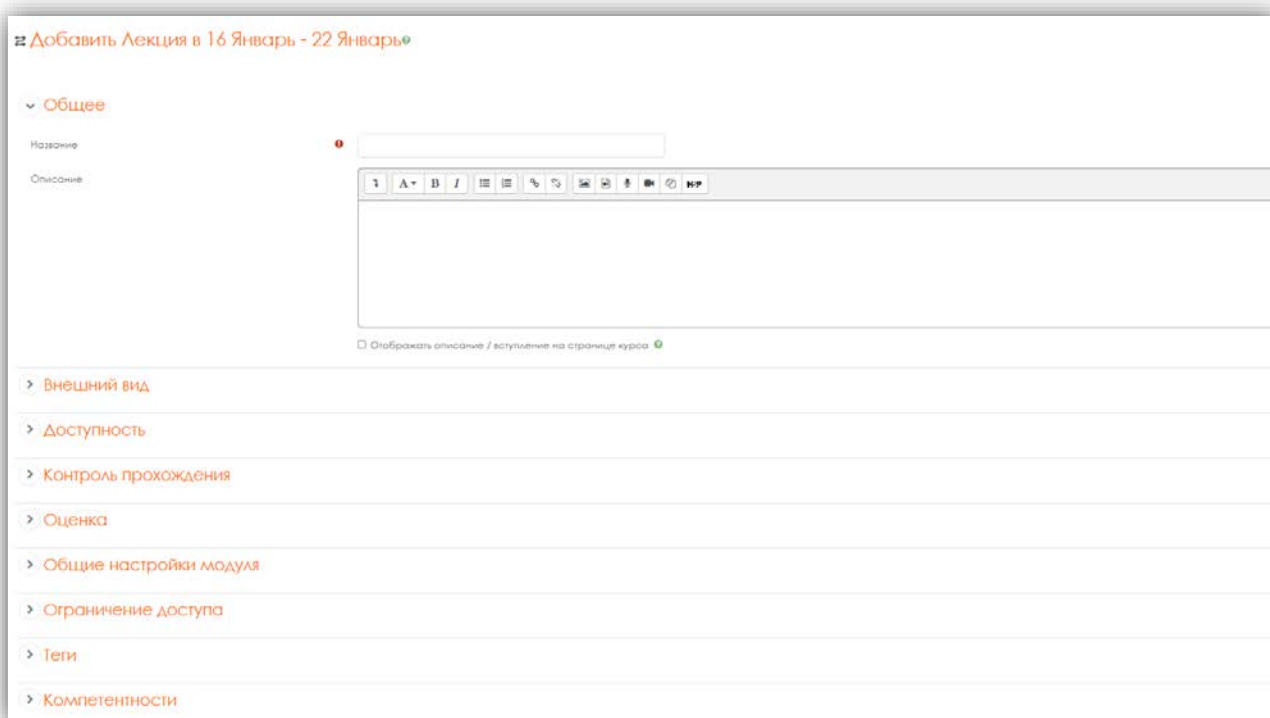 Добавить Лекция в 16 Январь - 22 Январь
Общее
Название
Описание
A B I H-P
Отображать описание / вступление на странице курса
Внешний вид
Доступность
Контроль прохождения
Оценка
Общие настройки модуля
Ограничение доступа
Теги
Компетентности